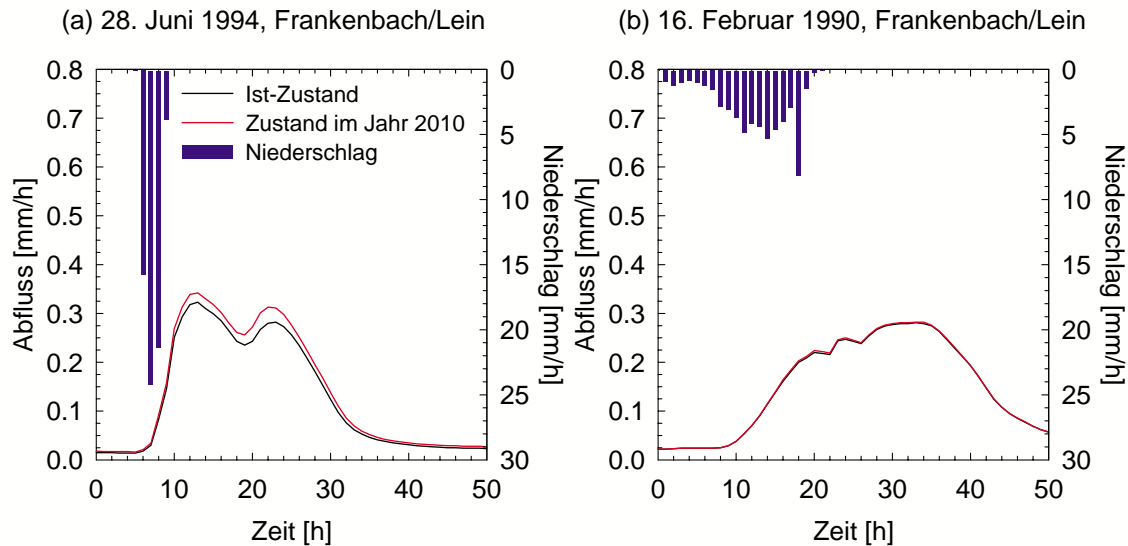 (a) 28. Juni 1994, Frankenbach/Lein
0.8
0.7
0.6
0.5
0.4
0.3
0.2
0.1
0.0
Abfluss [mm/h]
Ist-Zustand
Zustand im Jahr 2010
Niederschlag
0
5
10
15
20
25
30
Niederschlag [mm/h]
0 10 20 30 40 50
Zeit [h]
(b) 16. Februar 1990, Frankenbach/Lein
0.8
0.7
0.6
0.5
0.4
0.3
0.2
0.1
0.0
Abfluss [mm/h]
0
5
10
15
20
25
30
Niederschlag [mm/h]
0 10 20 30 40 50
Zeit [h]